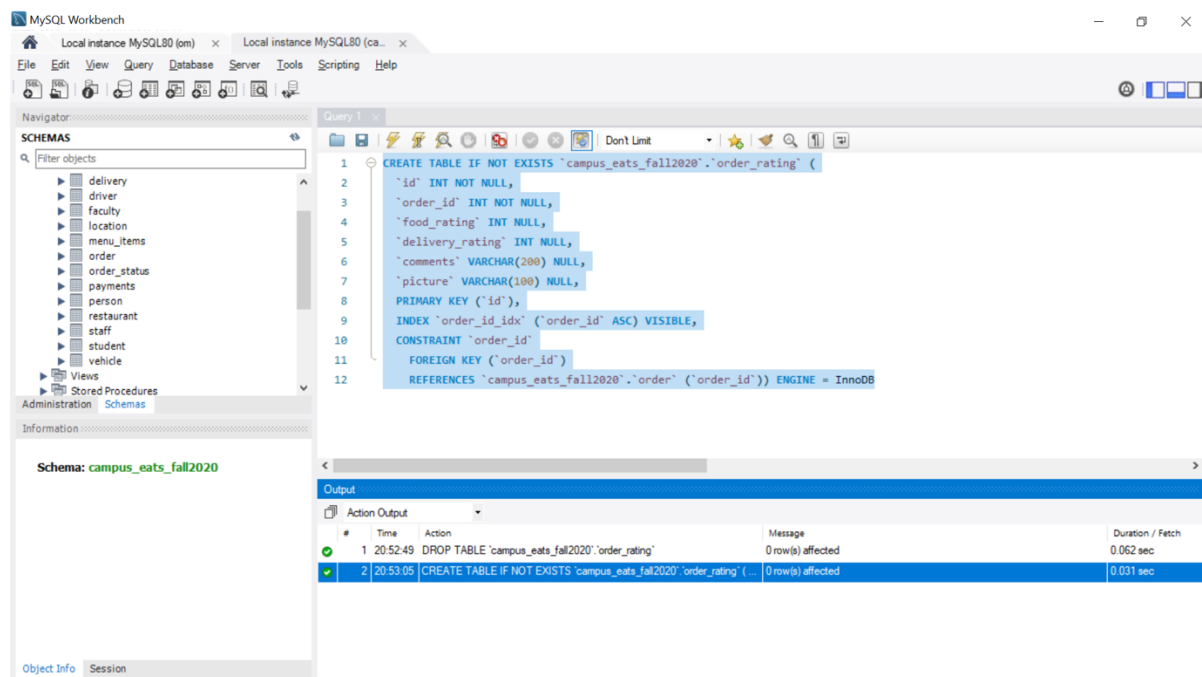 MySQL Workbench
Local instance MySQL80 (om) × Local instance MySQL80 (ca... ×
File Edit View Query Database Server Tools Scripting Help
Navigator
SCHEMAS
Filter objects
delivery
driver
faculty
location
menu_items
order
order_status
payments
person
restaurant
staff
student
vehicle
Views
Stored Procedures
Administration Schemas
Information
Schema: campus_eats_fall2020
Object Info Session
Query 1 ×
Don't Limit
1 CREATE TABLE IF NOT EXISTS `campus_eats_fall2020`.`order_rating` (
2 `id` INT NOT NULL,
3 `order_id` INT NOT NULL,
4 `food_rating` INT NULL,
5 `delivery_rating` INT NULL,
6 `comments` VARCHAR(200) NULL,
7 `picture` VARCHAR(100) NULL,
8 PRIMARY KEY (`id`),
9 INDEX `order_id_idx` (`order_id` ASC) VISIBLE,
10 CONSTRAINT `order_id`
11 FOREIGN KEY (`order_id`)
12 REFERENCES `campus_eats_fall2020`.`order` (`order_id`)) ENGINE = InnoDB
Output
Action Output
# Time Action Message Duration / Fetch
1 20:52:49 DROP TABLE `campus_eats_fall2020`.`order_rating` 0 row(s) affected 0.062 sec
2 20:53:05 CREATE TABLE IF NOT EXISTS `campus_eats_fall2020`.`order_rating` ( ... 0 row(s) affected 0.031 sec